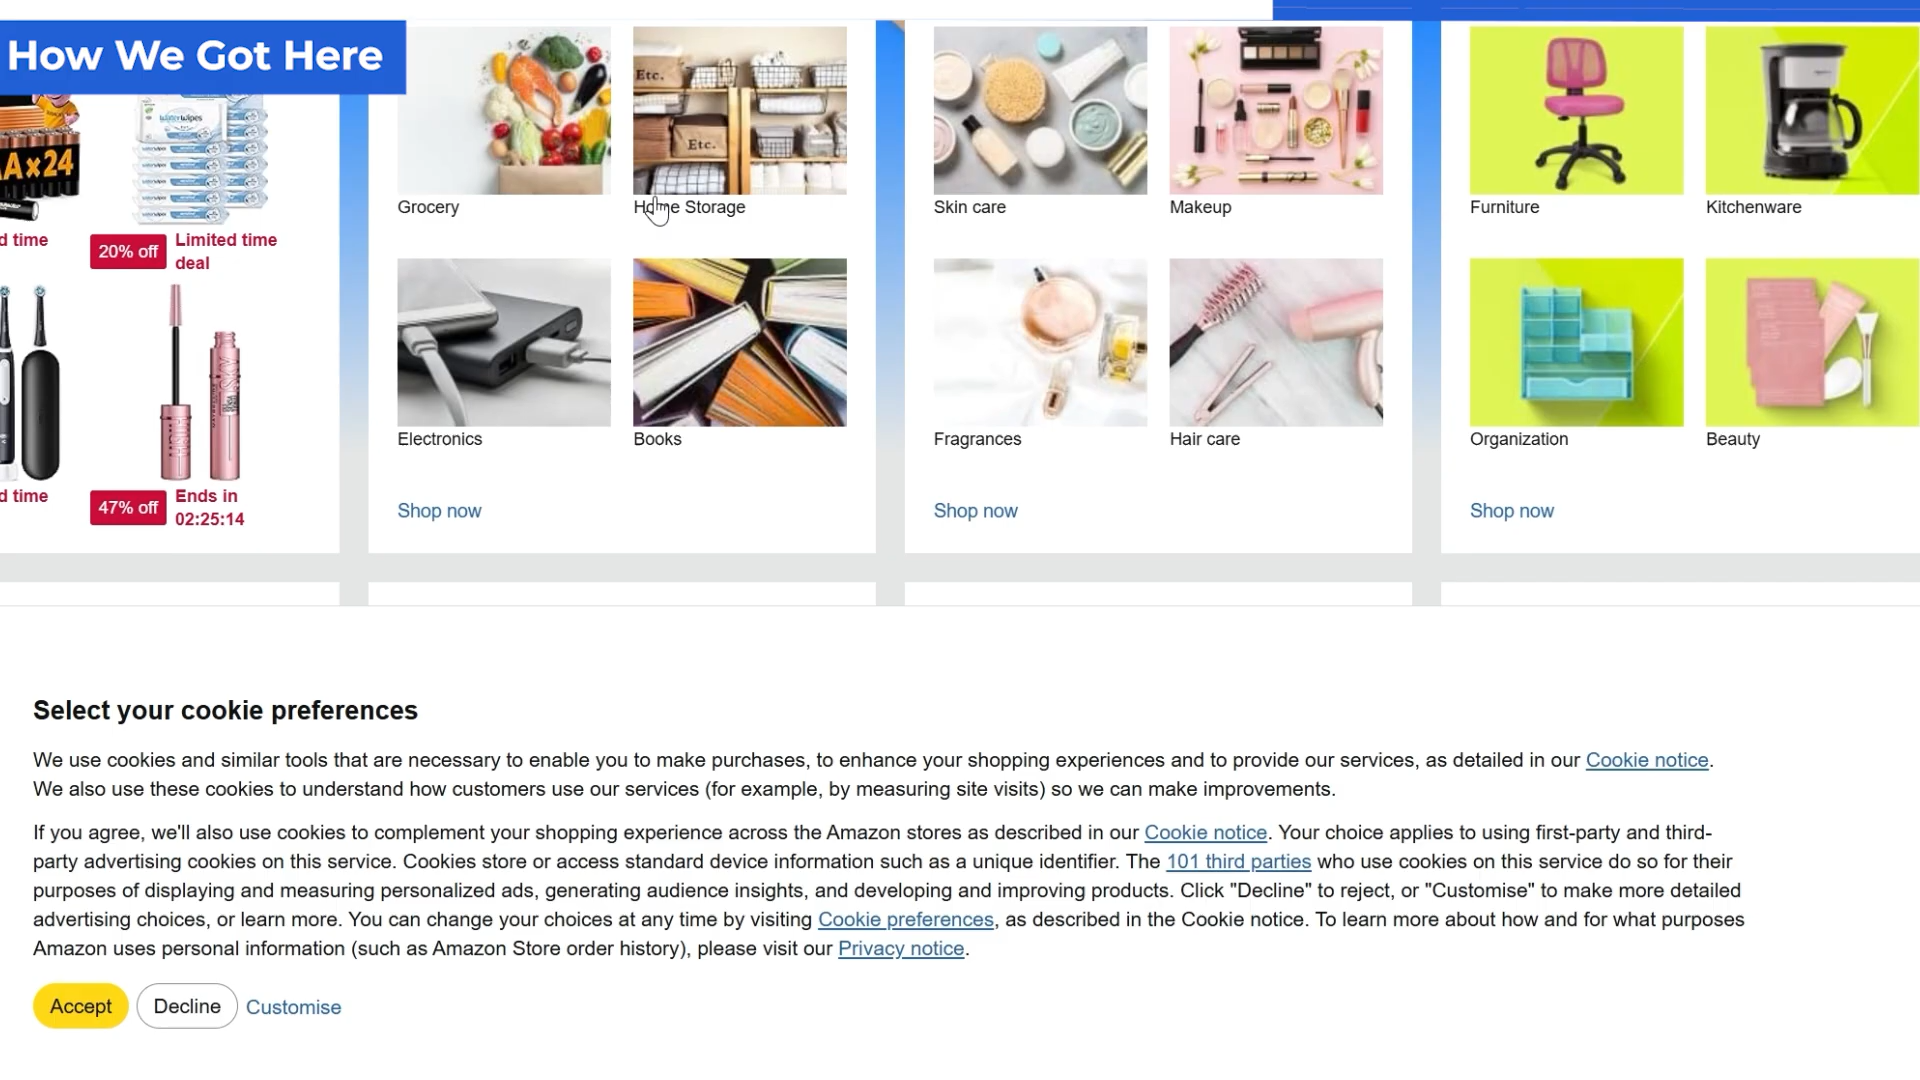 How We Got Here
AAx24
WaterWipes
Etc.
Etc.
Grocery
Home Storage
Skin care
Makeup
Furniture
Kitchenware
d time
20% off
Limited time
deal
SKY
Electronics
Books
Fragrances
Hair care
Organization
Beauty
d time
47% off
Ends in
02:25:14
Shop now
Shop now
Shop now
Select your cookie preferences
We use cookies and similar tools that are necessary to enable you to make purchases, to enhance your shopping experiences and to provide our services, as detailed in our Cookie notice.
We also use these cookies to understand how customers use our services (for example, by measuring site visits) so we can make improvements.
If you agree, we'll also use cookies to complement your shopping experience across the Amazon stores as described in our Cookie notice. Your choice applies to using first-party and third-
party advertising cookies on this service. Cookies store or access standard device information such as a unique identifier. The 101 third parties who use cookies on this service do so for their
purposes of displaying and measuring personalized ads, generating audience insights, and developing and improving products. Click "Decline" to reject, or "Customise" to make more detailed
advertising choices, or learn more. You can change your choices at any time by visiting Cookie preferences, as described in the Cookie notice. To learn more about how and for what purposes
Amazon uses personal information (such as Amazon Store order history), please visit our Privacy notice.
Accept
Decline
Customise